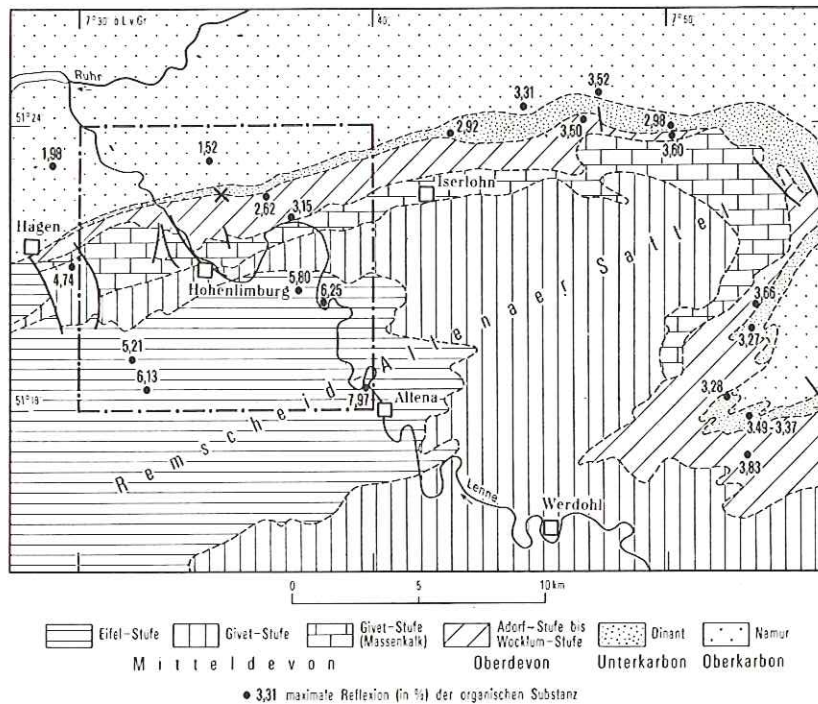 7°30 ö.L.v.Gr. 40' 7°50
Ruhr
3,31 3,52
51°24 2,92 3,50 2,98
1,98 1,52 3,60
Iserlohn
2,62 3,15
Hagen
4,74 Hohenlimburg 5,80 6,25
3,66
5,21 3,27
6,13
51°18 7,97 Altena 3,28
3.49-3,37
3,83
Remscheid-Altenaer Sattel
Lenne
Werdohl
0 5 10 km
Eifel-Stufe Givet-Stufe Givet-Stufe (Massenkalk) Adorf-Stufe bis Wocklum-Stufe Dinant Namur
Mitteldevon Oberdevon Unterkarbon Oberkarbon
3,31 maximale Reflexion (in %) der organischen Substanz